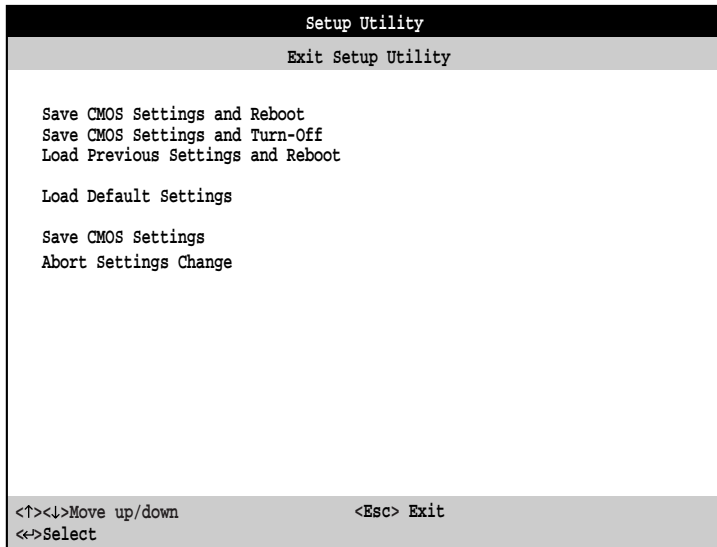 Setup Utility
Exit Setup Utility
Save CMOS Settings and Reboot
Save CMOS Settings and Turn-Off
Load Previous Settings and Reboot
Load Default Settings
Save CMOS Settings
Abort Settings Change
<↑><↓>Move up/down <Esc> Exit
<↵>Select